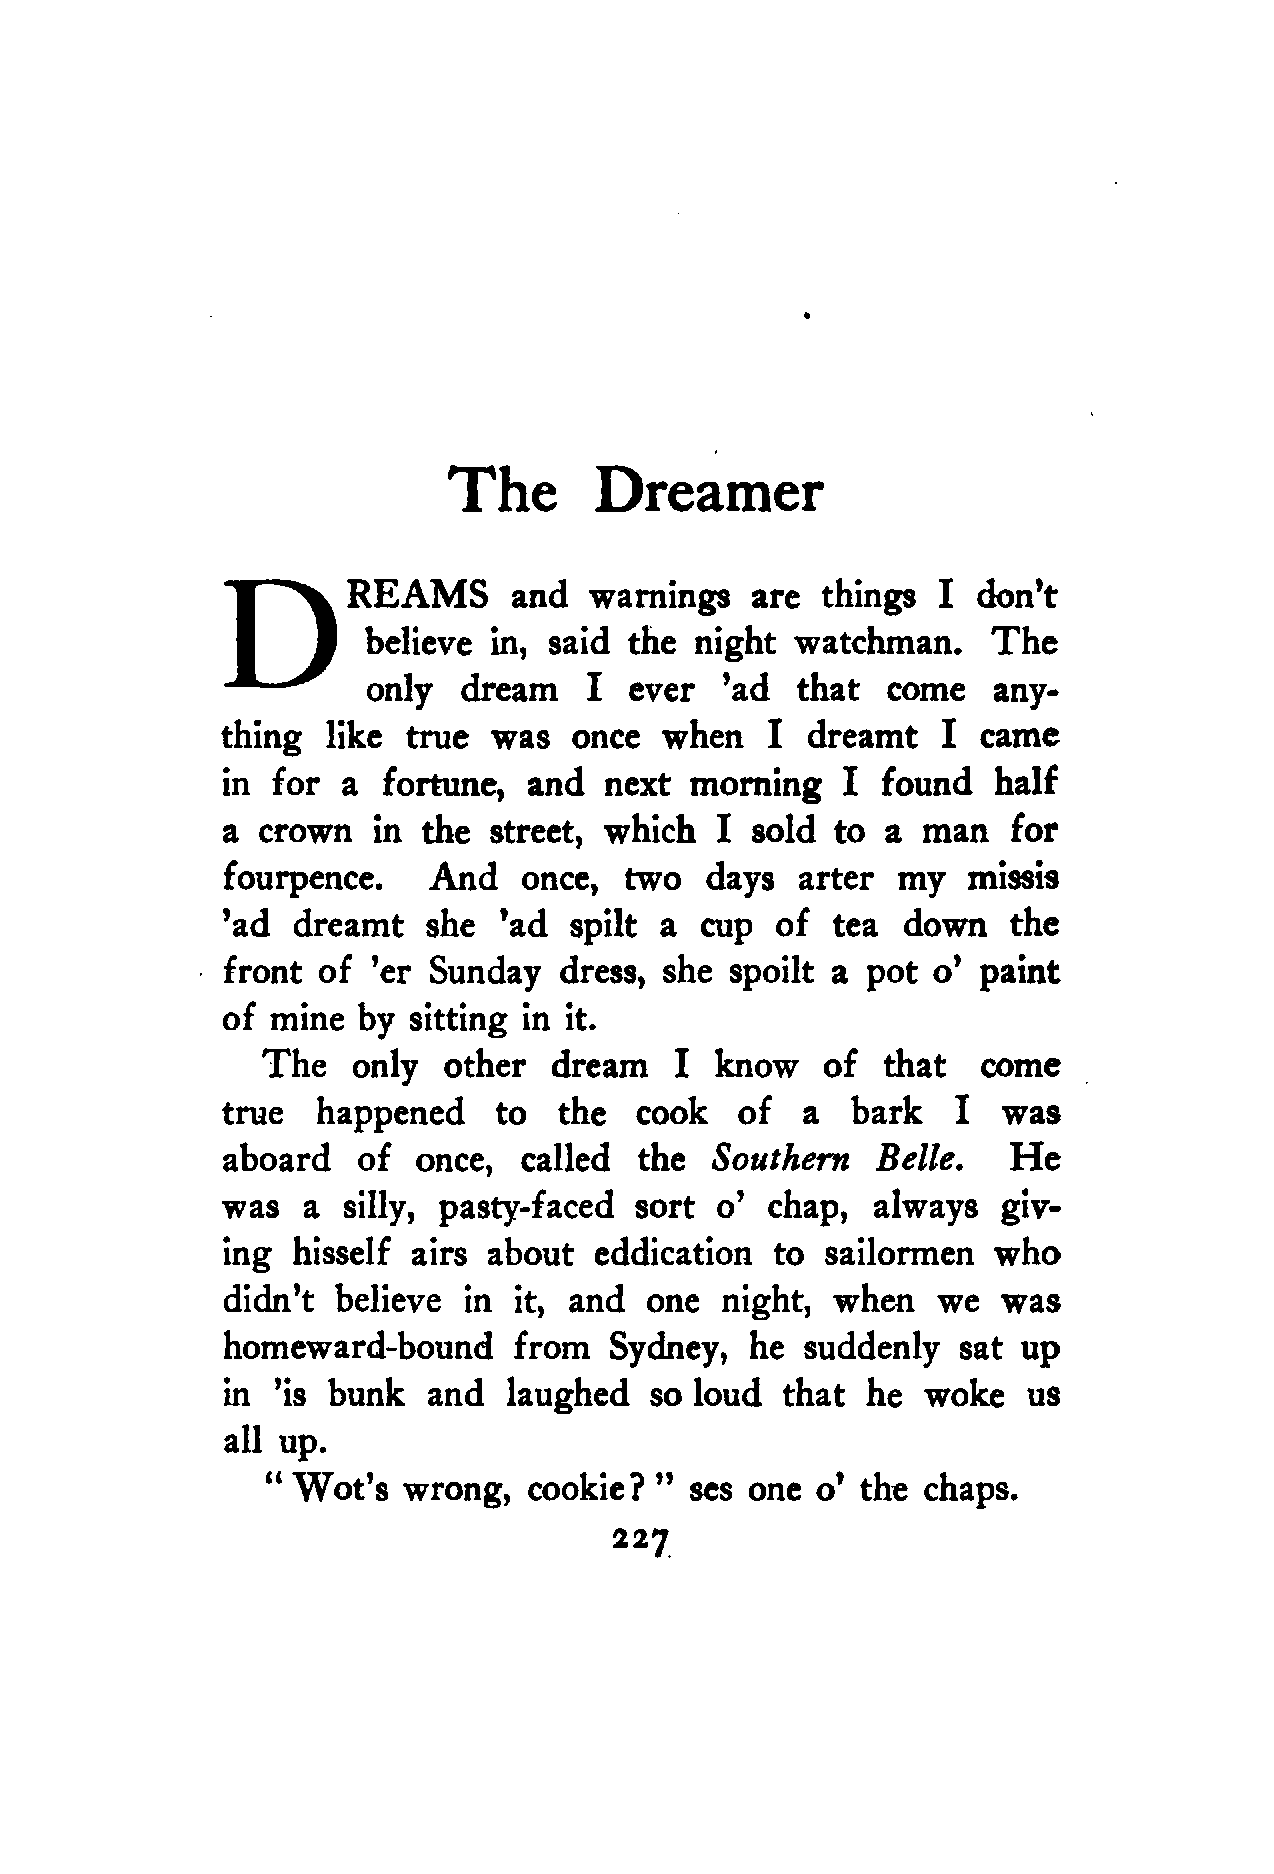 The Dreamer
DREAMS and warnings are things I don't
believe in, said the night watchman. The
only dream I ever 'ad that come any-
thing like true was once when I dreamt I came
in for a fortune, and next morning I found half
a crown in the street, which I sold to a man for
fourpence. And once, two days arter my missis
'ad dreamt she 'ad spilt a cup of tea down the
front of 'er Sunday dress, she spoilt a pot o' paint
of mine by sitting in it.
The only other dream I know of that come
true happened to the cook of a bark I was
aboard of once, called the Southern Belle. He
was a silly, pasty-faced sort o' chap, always giv-
ing hisself airs about eddication to sailormen who
didn't believe in it, and one night, when we was
homeward-bound from Sydney, he suddenly sat up
in 'is bunk and laughed so loud that he woke us
all up.
"Wot's wrong, cookie?" ses one o' the chaps.
227